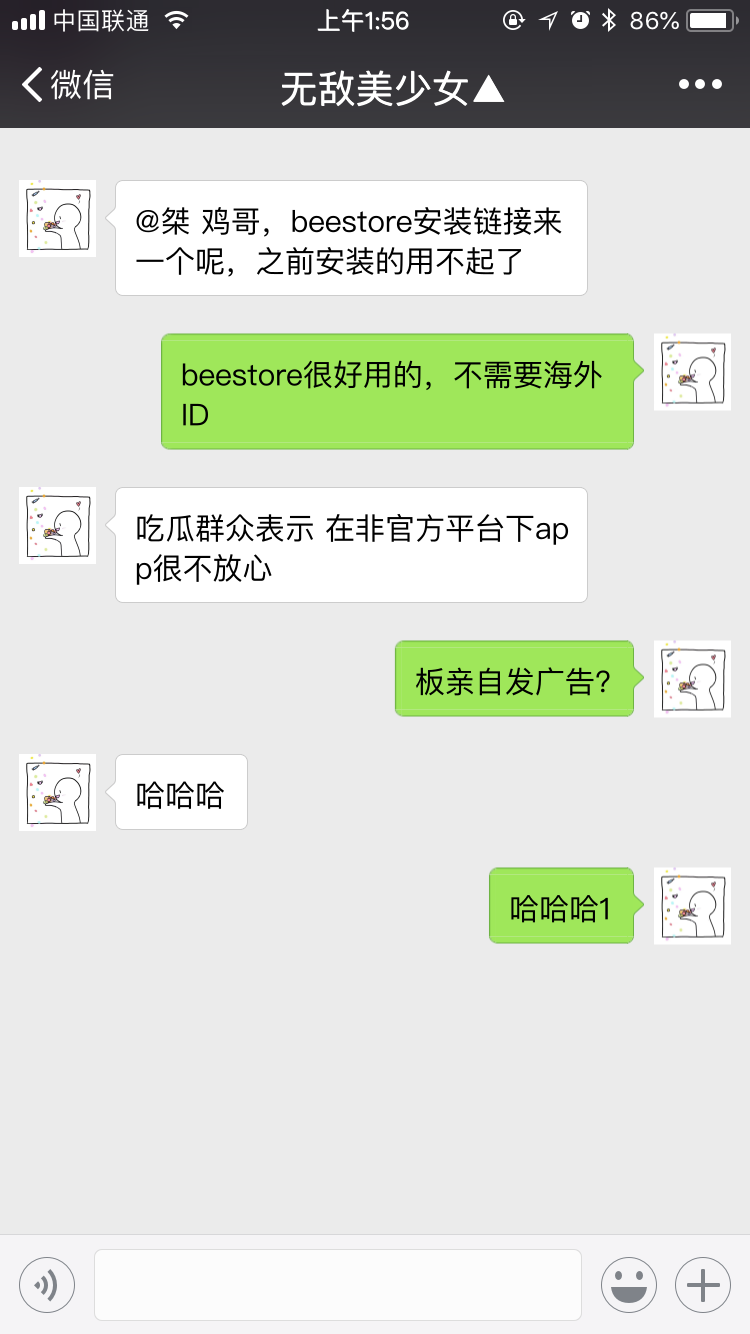 中国联通 上午1:56 86%
微信 无敌美少女▲
@桀 鸡哥，beestore安装链接来
一个呢，之前安装的用不起了
beestore很好用的，不需要海外
ID
吃瓜群众表示 在非官方平台下ap
p很不放心
板亲自发广告?
哈哈哈
哈哈哈1